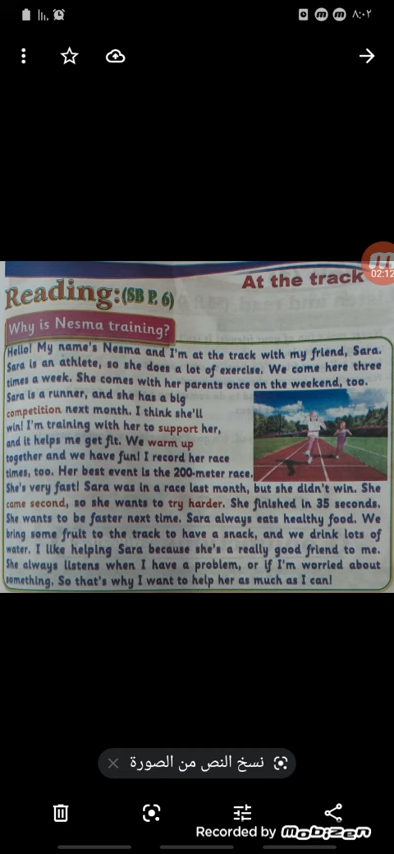 ٨:٠٢
02:12
At the track
Reading:(SB P. 6)
Why is Nesma training?
Hello! My name's Nesma and I'm at the track with my friend, Sara.
Sara is an athlete, so she does a lot of exercise. We come here three
times a week. She comes with her parents once on the weekend, too.
Sara is a runner, and she has a big
competition next month. I think she'll
win! I'm training with her to support her,
and it helps me get fit. We warm up
together and we have fun! I record her race
times, too. Her best event is the 200-meter race.
She's very fast! Sara was in a race last month, but she didn't win. She
came second, so she wants to try harder. She finished in 35 seconds.
She wants to be faster next time. Sara always eats healthy food. We
bring some fruit to the track to have a snack, and we drink lots of
water. I like helping Sara because she's a really good friend to me.
She always listens when I have a problem, or if I'm worried about
something. So that's why I want to help her as much as I can!
نسخ النص من الصورة
Recorded by mobizen